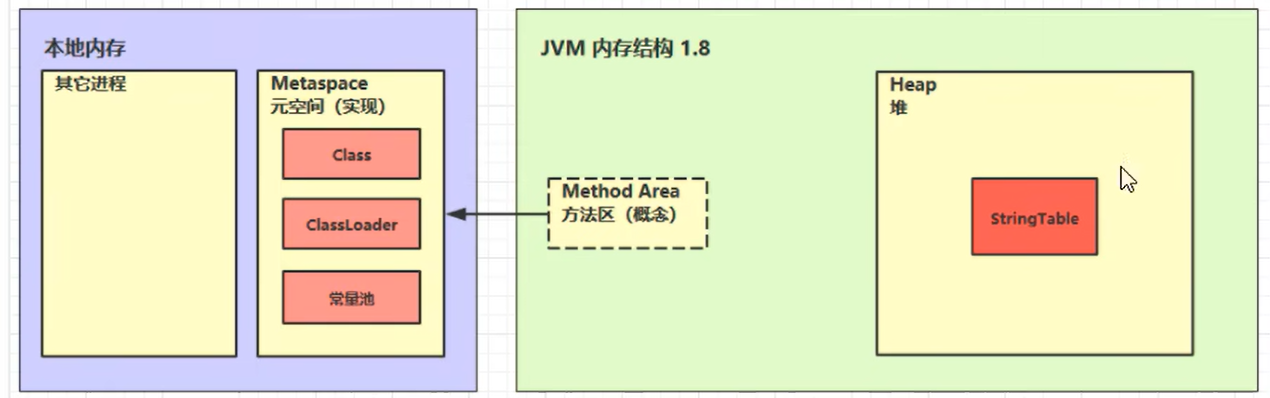 本地内存
其它进程
Metaspace
元空间（实现）
Class
ClassLoader
常量池
JVM 内存结构 1.8
Method Area
方法区（概念）
Heap
堆
StringTable